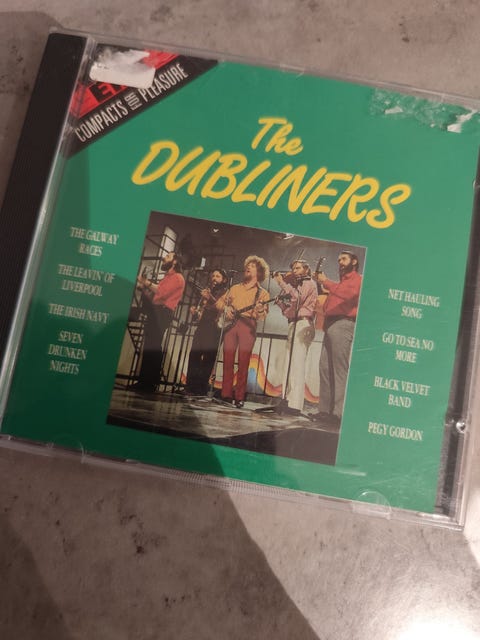 COMPACTS FOR PLEASURE
The
DUBLINERS
THE GALWAY
RACES
THE LEAVIN' OF
LIVERPOOL
THE IRISH NAVY
SEVEN
DRUNKEN
NIGHTS
NET HAULING
SONG
GO TO SEA NO
MORE
BLACK VELVET
BAND
PEGY GORDON